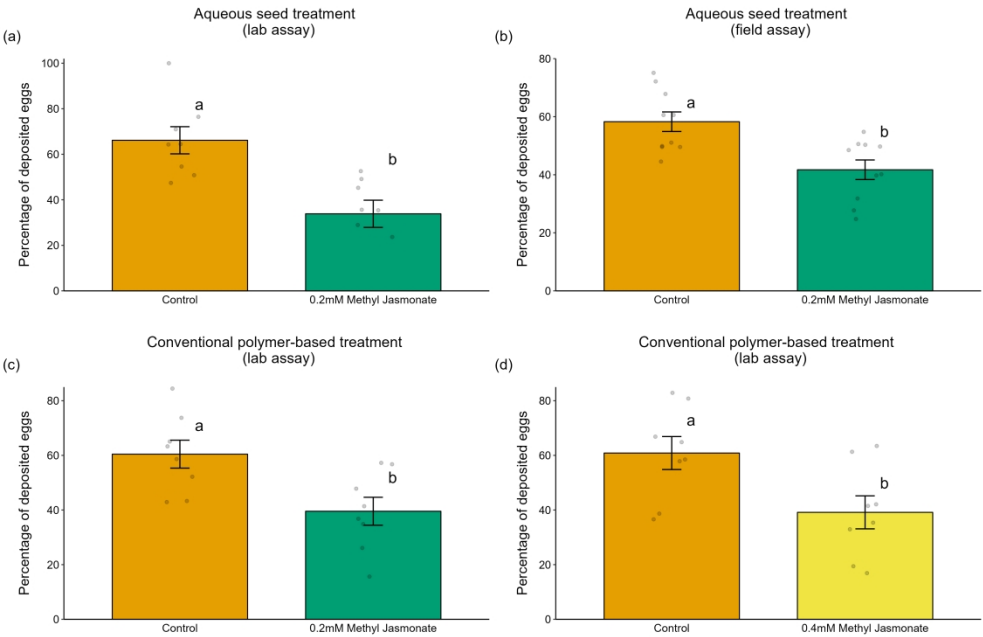 Aqueous seed treatment
(lab assay)
(a)
Percentage of deposited eggs
100
80
60
40
20
0
a
b
Control
0.2mM Methyl Jasmonate
Aqueous seed treatment
(field assay)
(b)
Percentage of deposited eggs
80
60
40
20
0
a
b
Control
0.2mM Methyl Jasmonate
Conventional polymer-based treatment
(lab assay)
(c)
Percentage of deposited eggs
80
60
40
20
0
a
b
Control
0.2mM Methyl Jasmonate
Conventional polymer-based treatment
(lab assay)
(d)
Percentage of deposited eggs
80
60
40
20
0
a
b
Control
0.4mM Methyl Jasmonate